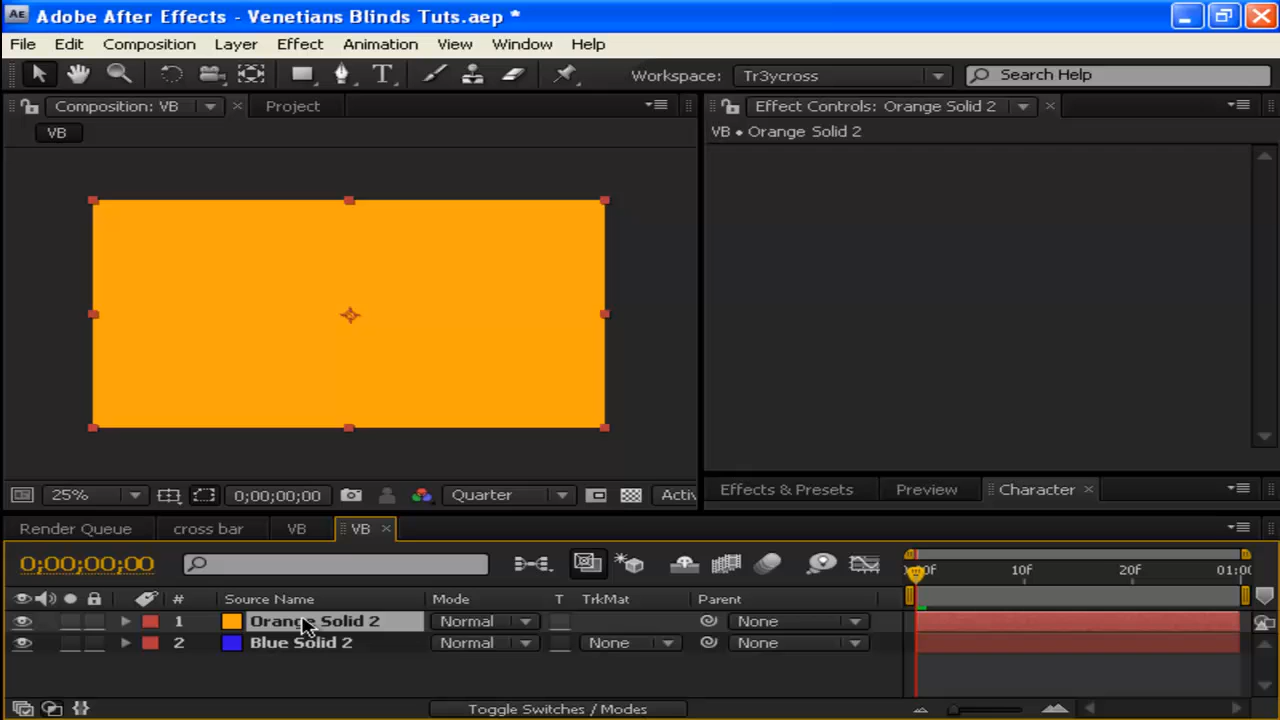 AE Adobe After Effects - Venetians Blinds Tuts.aep *
File Edit Composition Layer Effect Animation View Window Help
T Workspace: Tr3ycross Search Help
Composition: VB × Project
Effect Controls: Orange Solid 2 ×
VB
VB • Orange Solid 2
25% 0;00;00;00 Quarter Activ
Effects & Presets Preview Character ×
Render Queue cross bar VB VB ×
0;00;00;00
10f 20f 01:00
# Source Name Mode T TrkMat Parent
1 Orange Solid 2 Normal None
2 Blue Solid 2 Normal None None
Toggle Switches / Modes